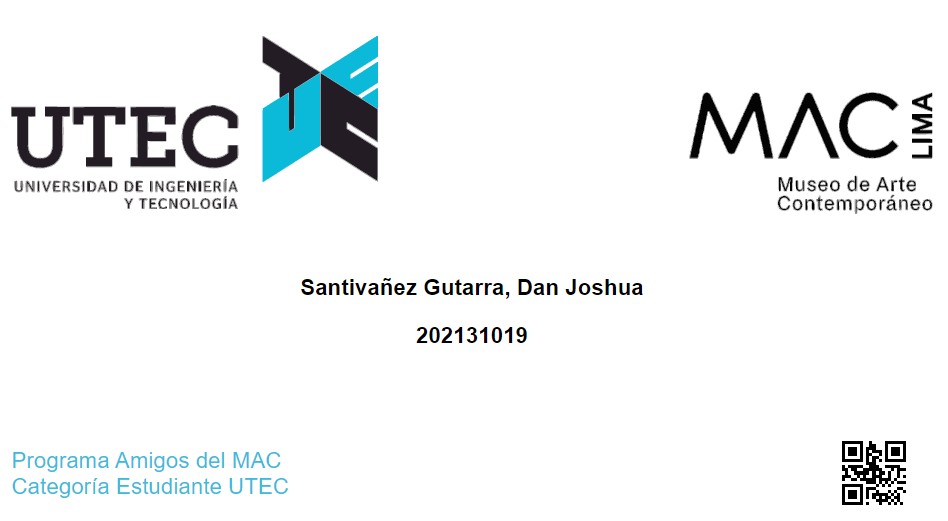 UTEC
UNIVERSIDAD DE INGENIERÍA
Y TECNOLOGÍA
UTEC
MAC LIMA
Museo de Arte
Contemporáneo
Santivañez Gutarra, Dan Joshua
202131019
Programa Amigos del MAC
Categoría Estudiante UTEC